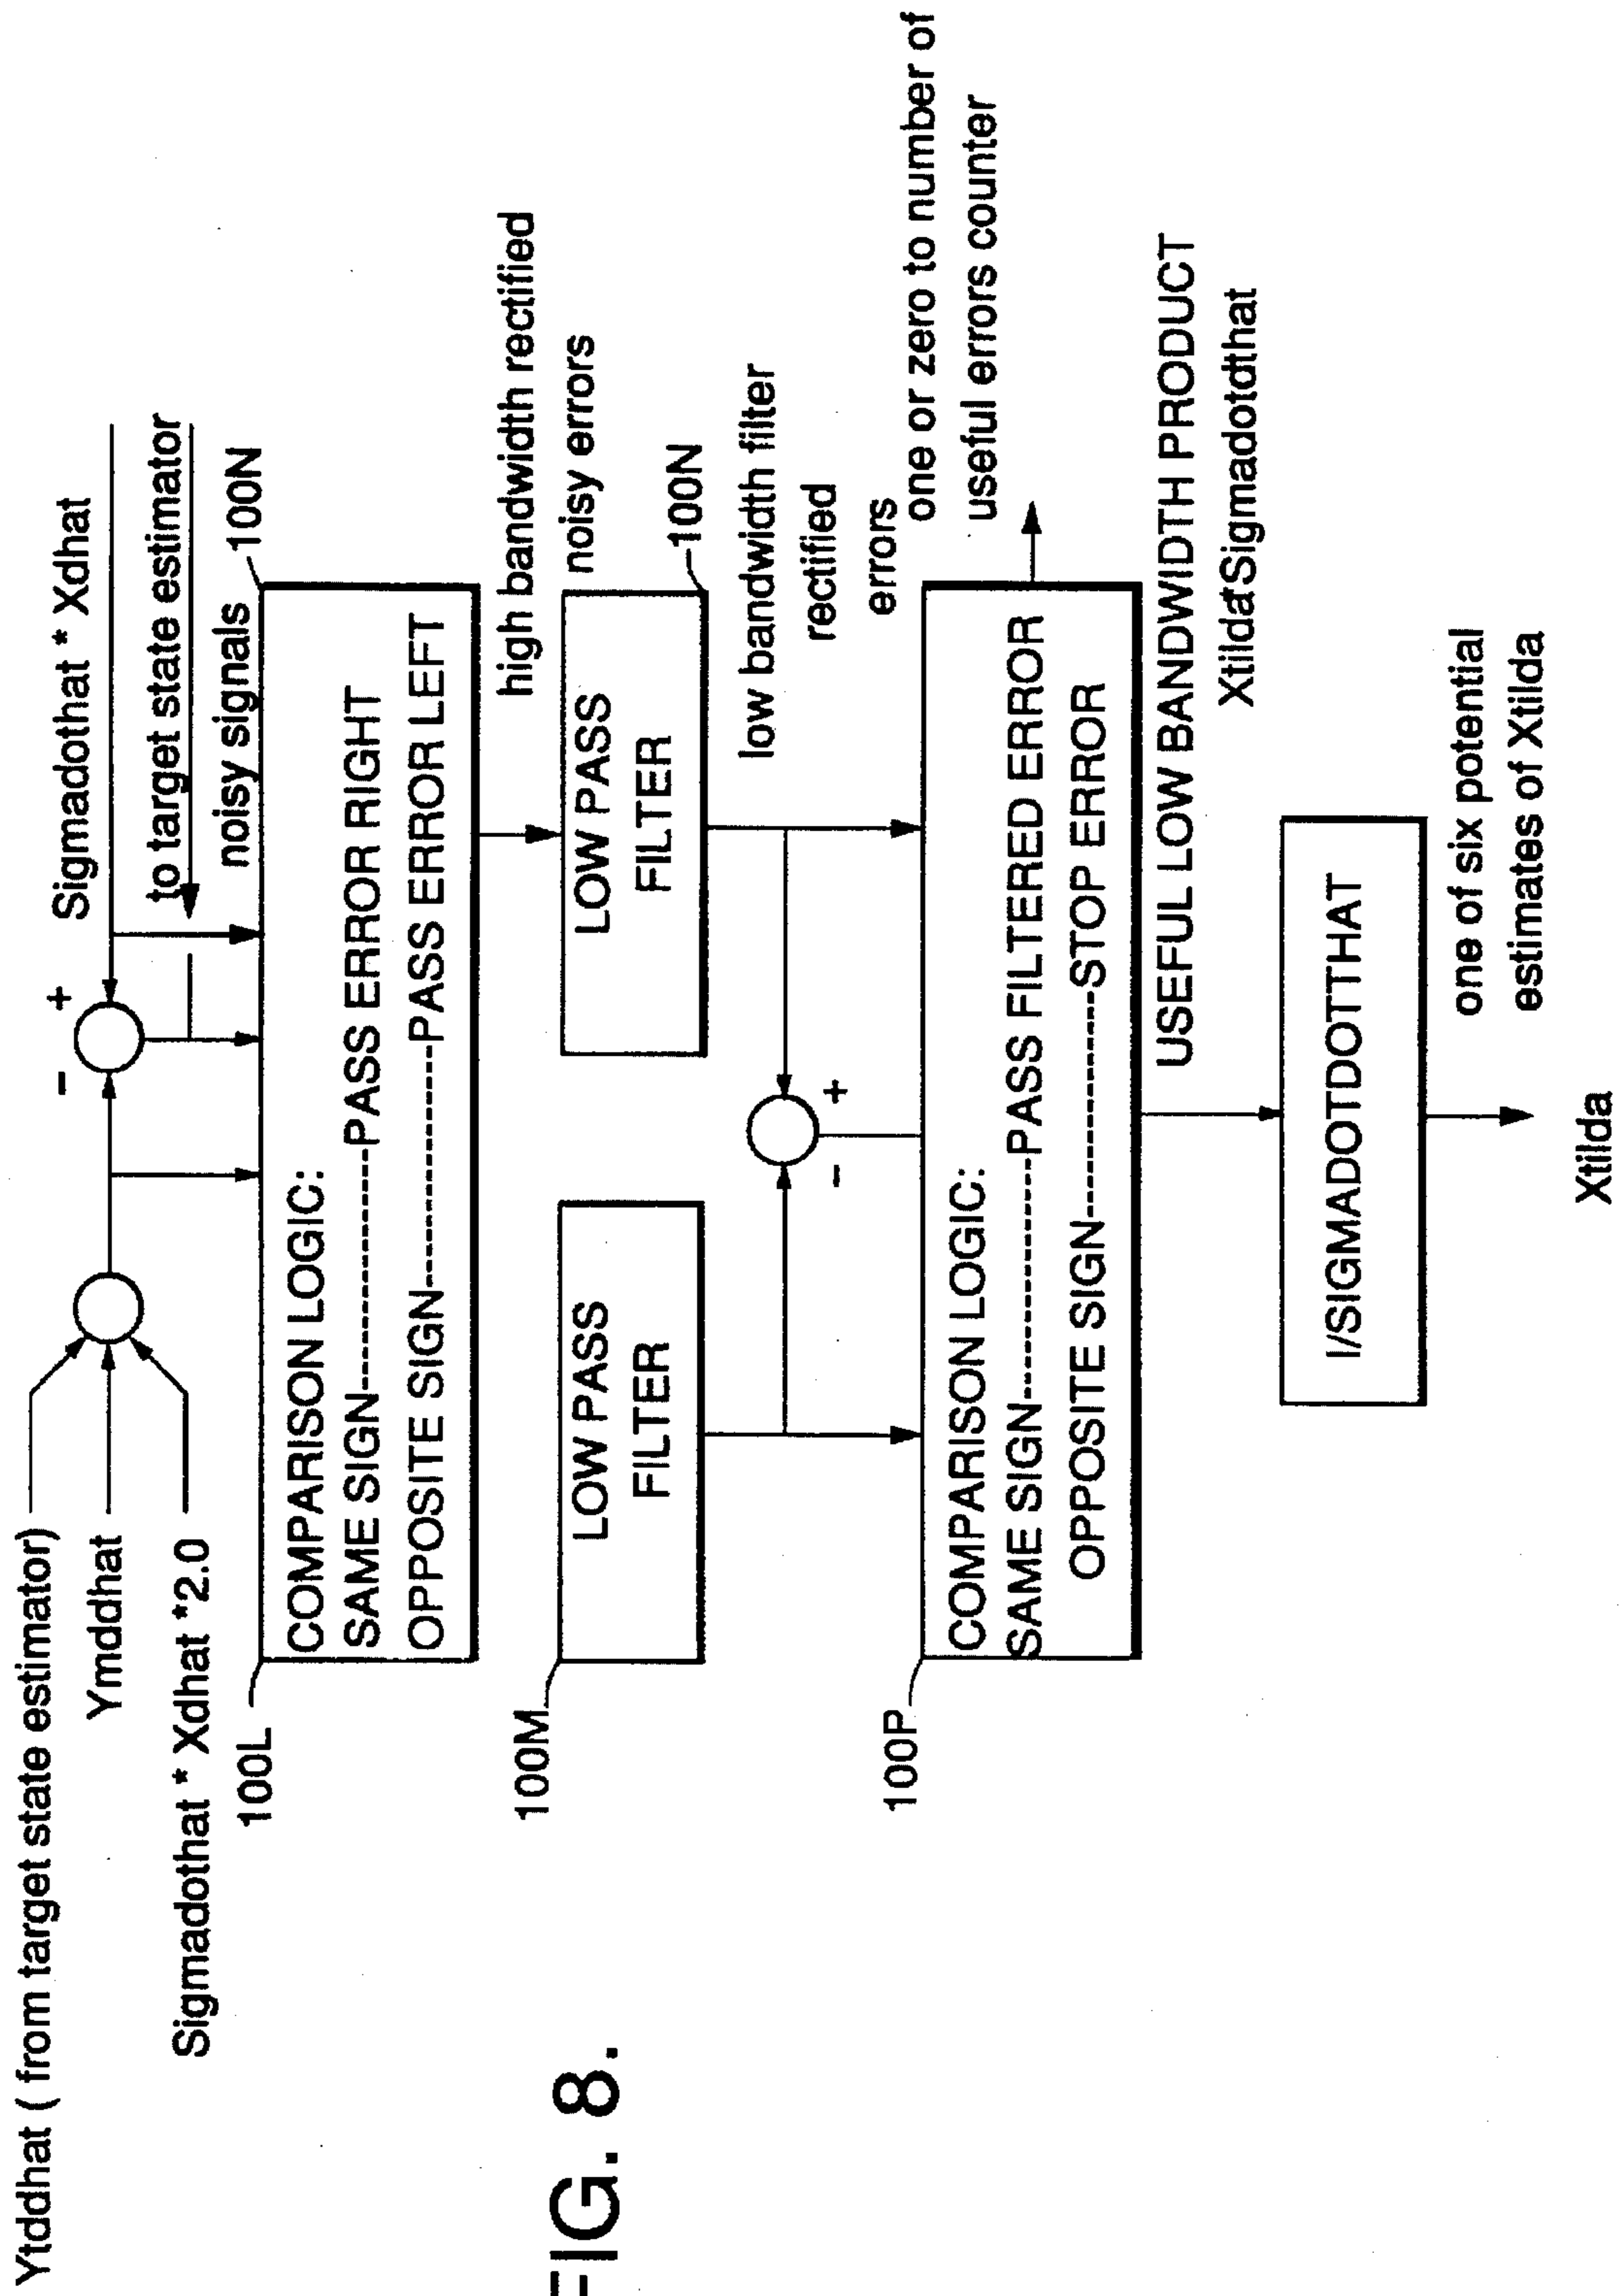 Ytddhat ( from target state estimator)
Ymddhat
Sigmadothat * Xdhat *2.0
- +
Sigmadothat * Xdhat
to target state estimator
noisy signals
100L
100N
COMPARISON LOGIC:
SAME SIGN---------------PASS ERROR RIGHT
OPPOSITE SIGN---------------PASS ERROR LEFT
high bandwidth rectified
noisy errors
100M
LOW PASS
FILTER
LOW PASS
FILTER
100N
low bandwidth filter
rectified
errors
- +
100P
COMPARISON LOGIC:
SAME SIGN---------------PASS FILTERED ERROR
OPPOSITE SIGN---------------STOP ERROR
one or zero to number of
useful errors counter
USEFUL LOW BANDWIDTH PRODUCT
Xtilda*Sigmadotdthat
I/SIGMADOTDOTTHAT
one of six potential
estimates of Xtilda
Xtilda
FIG. 8.